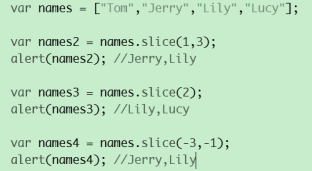 var names = ["Tom","Jerry","Lily","Lucy"];
var names2 = names.slice(1,3);
alert(names2); //Jerry,Lily
var names3 = names.slice(2);
alert(names3); //Lily,Lucy
var names4 = names.slice(-3,-1);
alert(names4); //Jerry,Lily